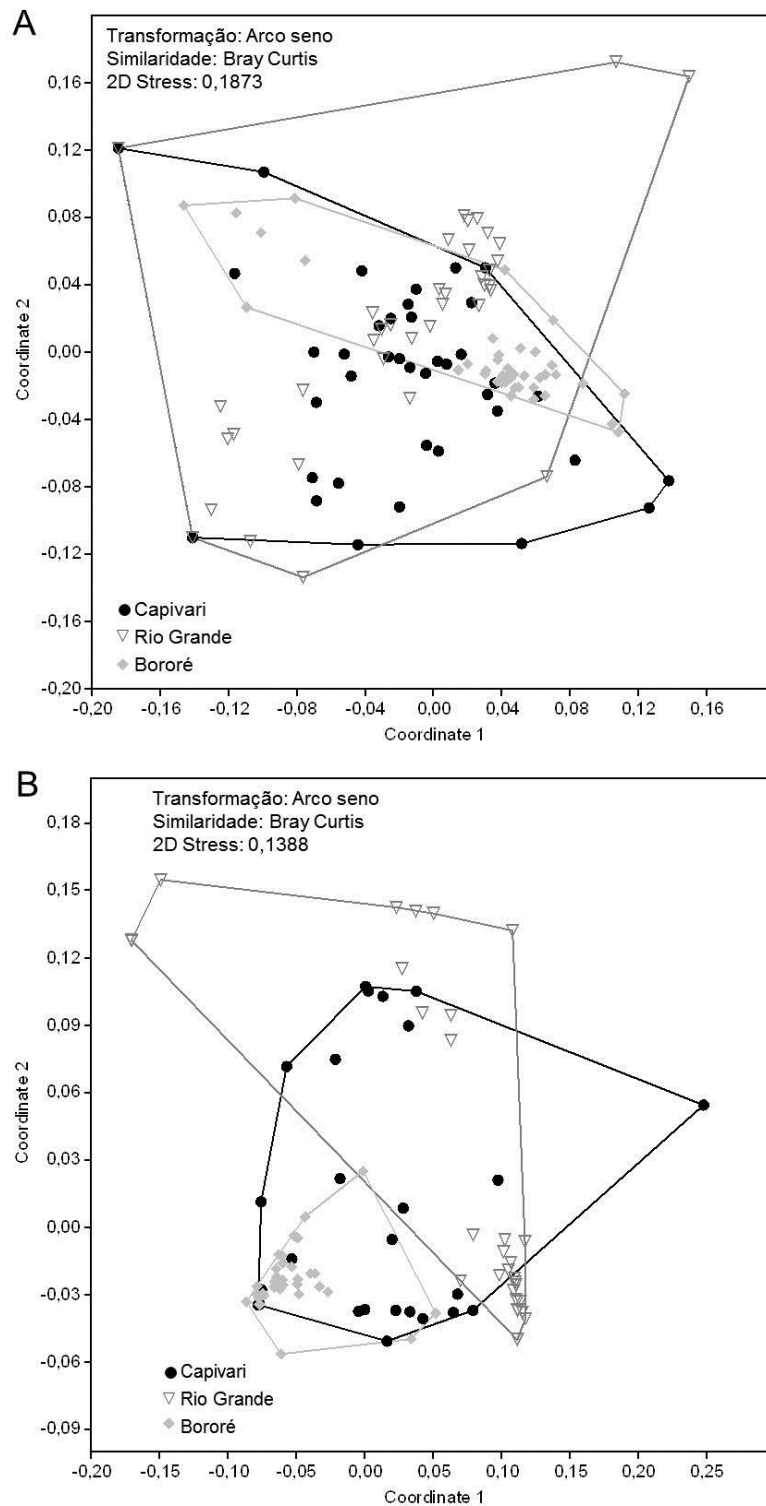 A
Transformação: Arco seno
Similaridade: Bray Curtis
2D Stress: 0,1873
0,16
0,12
0,08
0,04
0,00
-0,04
-0,08
-0,12
-0,16
-0,20
Coordinate 2
Capivari
Rio Grande
Bororé
-0,20 -0,16 -0,12 -0,08 -0,04 0,00 0,04 0,08 0,12 0,16
Coordinate 1
B
Transformação: Arco seno
Similaridade: Bray Curtis
2D Stress: 0,1388
0,18
0,15
0,12
0,09
0,06
0,03
0,00
-0,03
-0,06
-0,09
Coordinate 2
Capivari
Rio Grande
Bororé
-0,20 -0,15 -0,10 -0,05 0,00 0,05 0,10 0,15 0,20 0,25
Coordinate 1